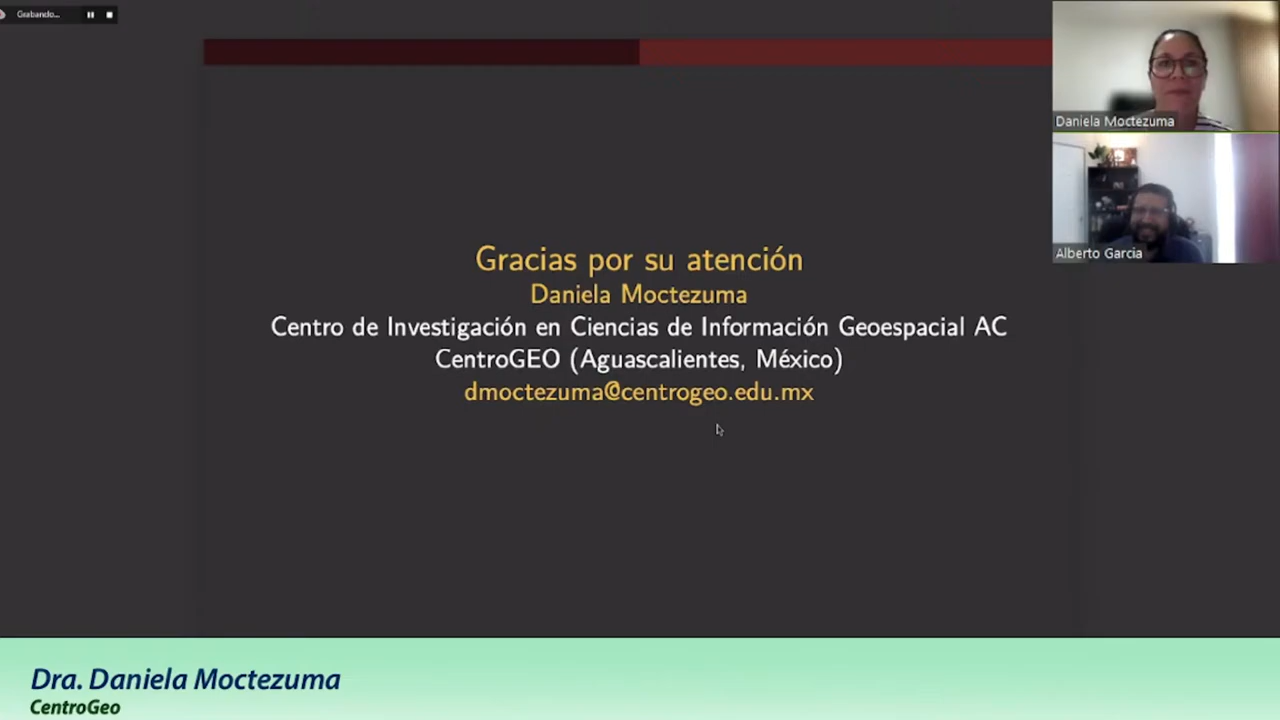 Grabando...
Daniela Moctezuma
Alberto Garcia
Gracias por su atención
Daniela Moctezuma
Centro de Investigación en Ciencias de Información Geoespacial AC
CentroGEO (Aguascalientes, México)
dmoctezuma@centrogeo.edu.mx
Dra. Daniela Moctezuma
CentroGeo